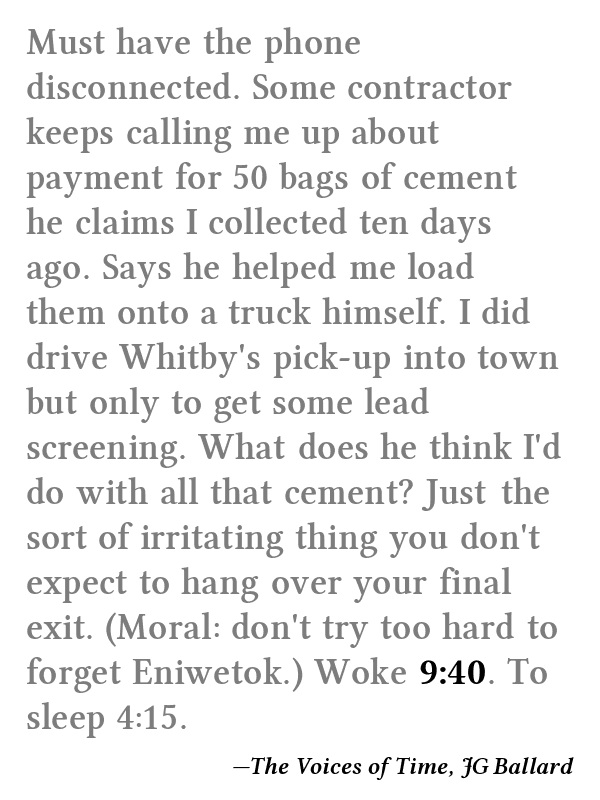 Must have the phone
disconnected. Some contractor
keeps calling me up about
payment for 50 bags of cement
he claims I collected ten days
ago. Says he helped me load
them onto a truck himself. I did
drive Whitby's pick-up into town
but only to get some lead
screening. What does he think I'd
do with all that cement? Just the
sort of irritating thing you don't
expect to hang over your final
exit. (Moral: don't try too hard to
forget Eniwetok.) Woke 9:40. To
sleep 4:15.
—The Voices of Time, JG Ballard